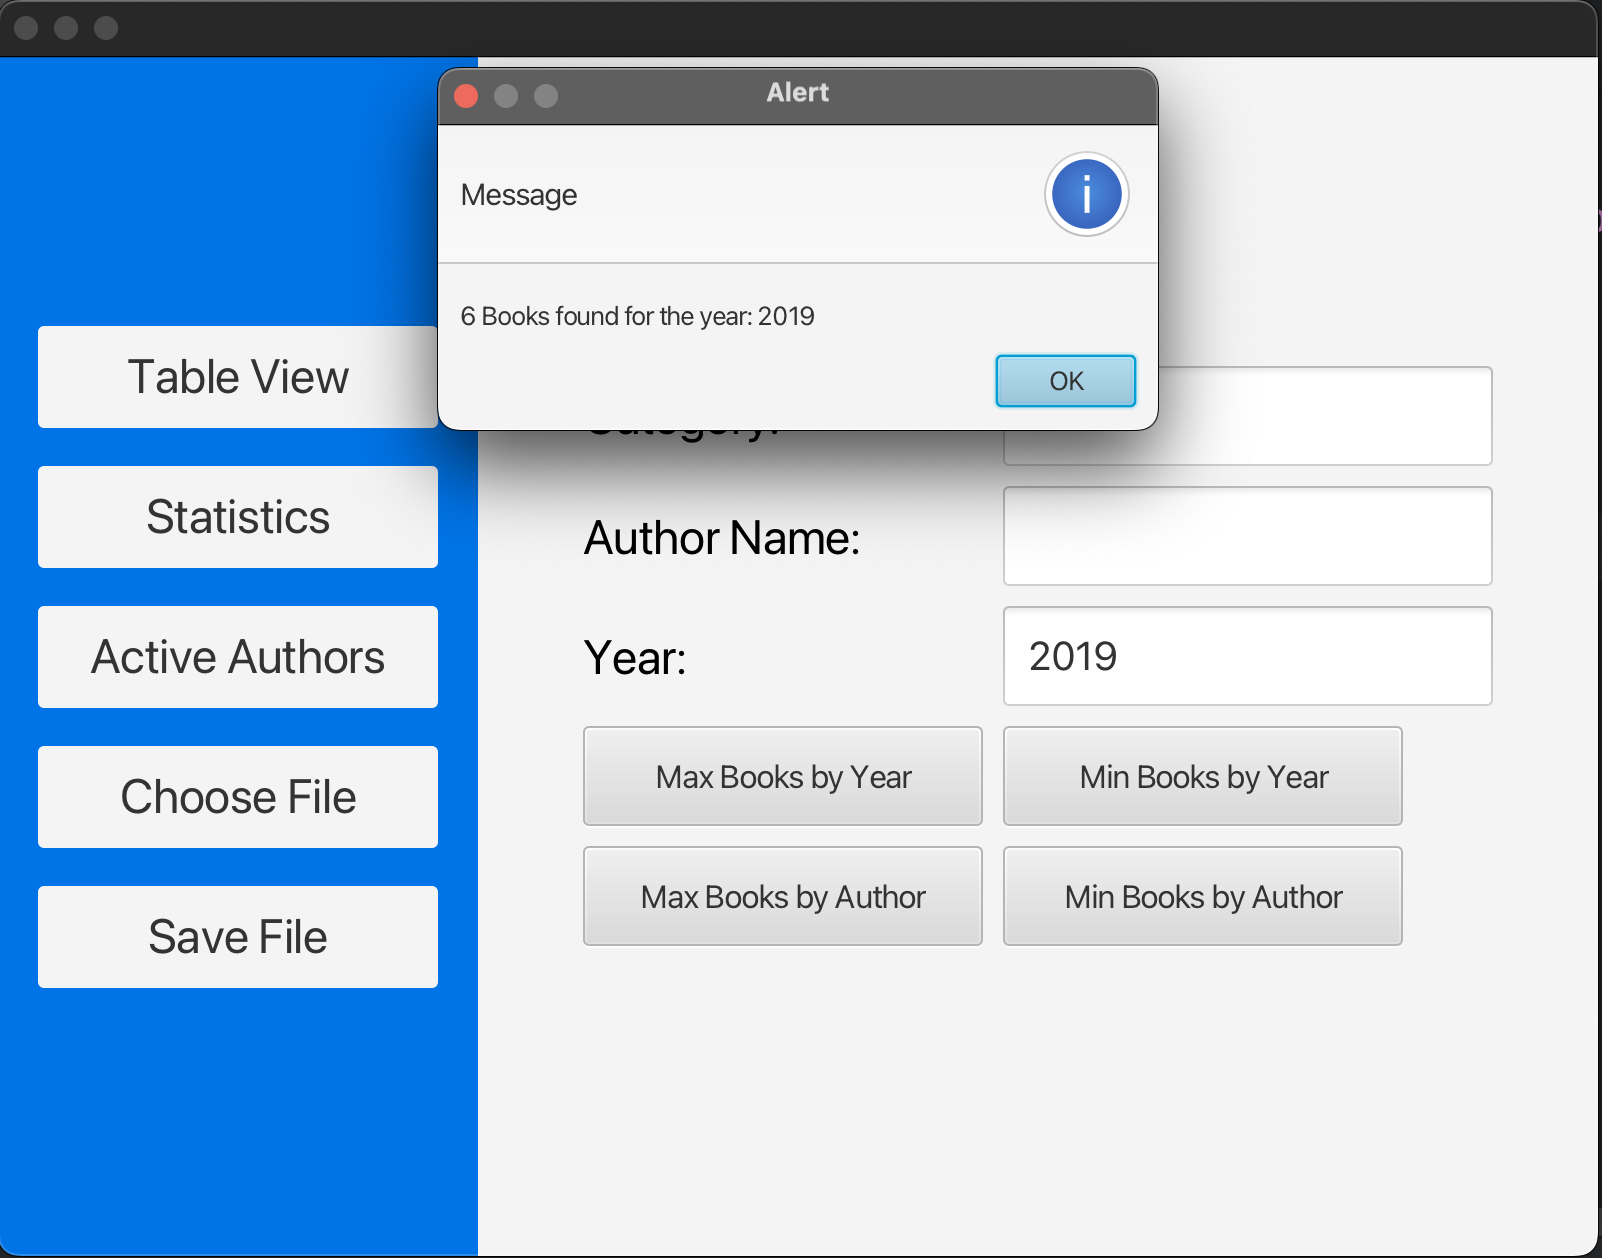 Alert
Message
6 Books found for the year: 2019
OK
Table View
Statistics
Active Authors
Choose File
Save File
Category:
Author Name:
Year:
2019
Max Books by Year
Min Books by Year
Max Books by Author
Min Books by Author